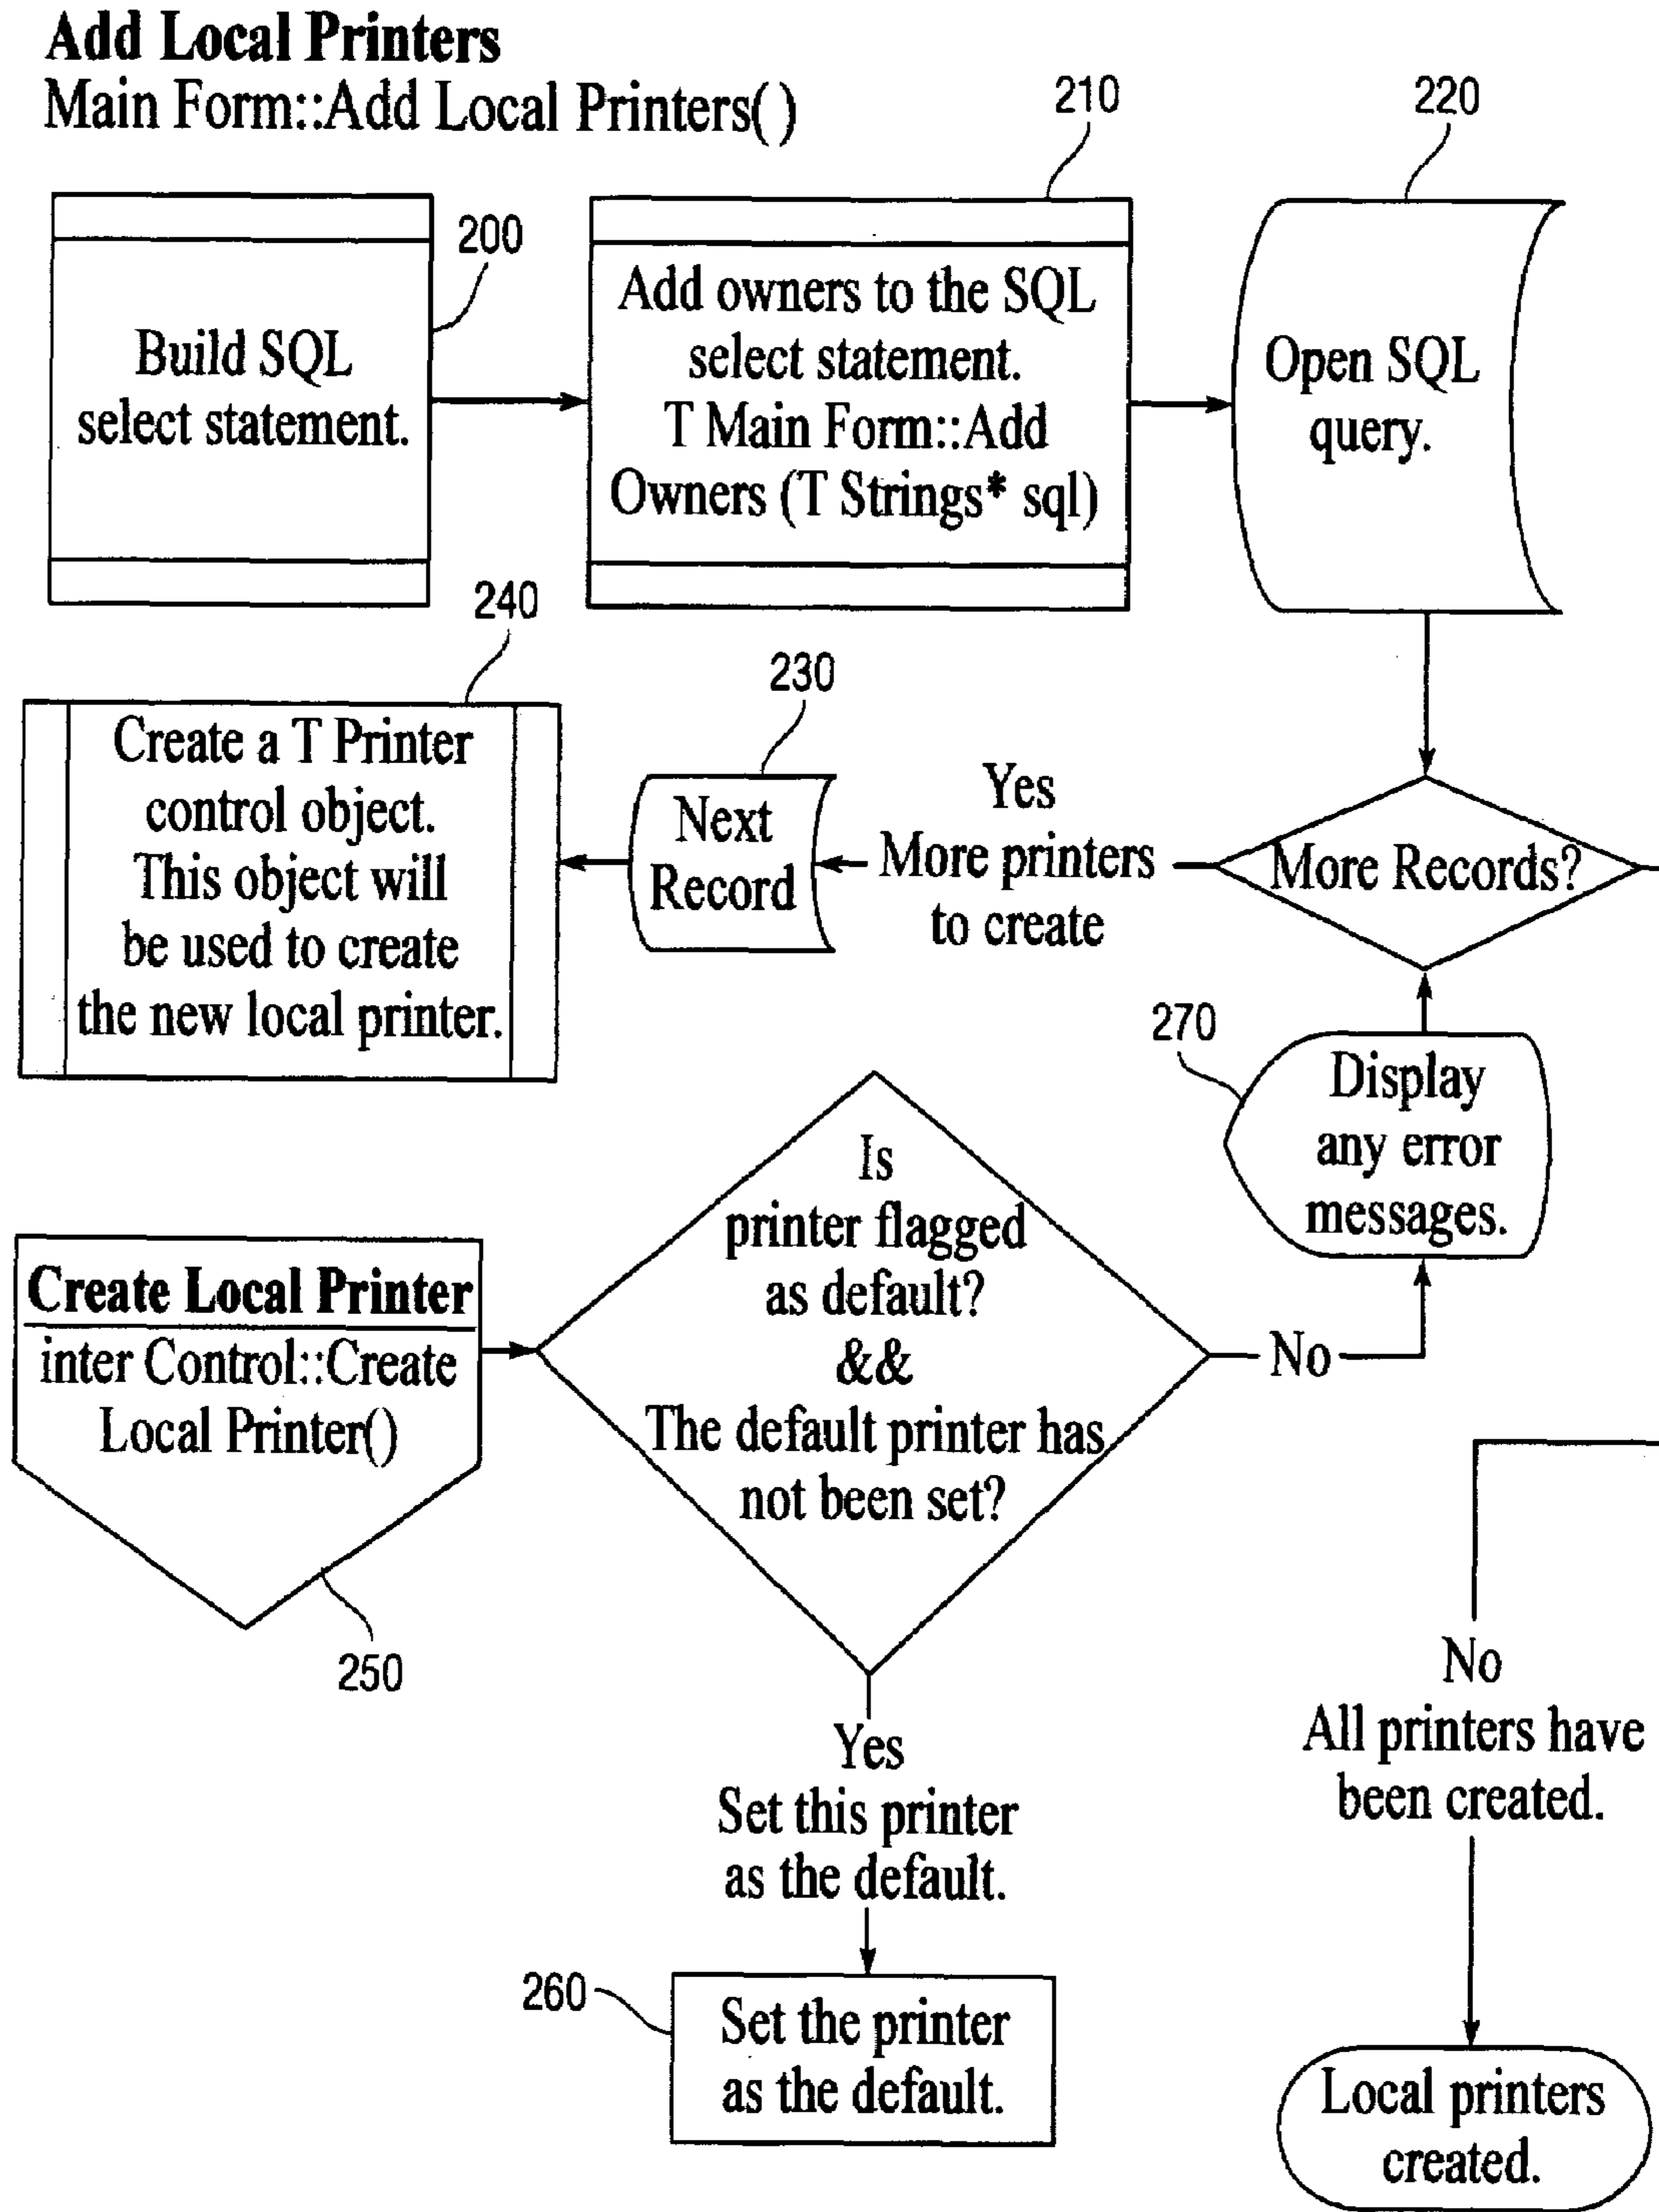 Add Local Printers
Main Form::Add Local Printers( )
200
Build SQL
select statement.
210
Add owners to the SQL
select statement.
T Main Form::Add
Owners (T Strings* sql)
220
Open SQL
query.
More Records?
Yes
More printers
to create
230
Next
Record
240
Create a T Printer
control object.
This object will
be used to create
the new local printer.
250
Create Local Printer
inter Control::Create
Local Printer()
Is
printer flagged
as default?
&&
The default printer has
not been set?
No
270
Display
any error
messages.
Yes
Set this printer
as the default.
260
Set the printer
as the default.
No
All printers have
been created.
Local printers
created.